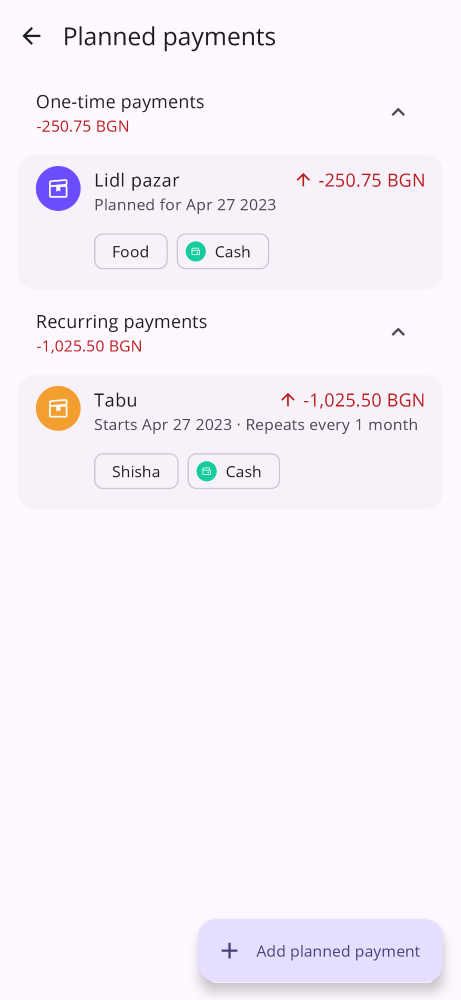 Planned payments
One-time payments
-250.75 BGN
Lidl pazar
-250.75 BGN
Planned for Apr 27 2023
Food
Cash
Recurring payments
-1,025.50 BGN
Tabu
-1,025.50 BGN
Starts Apr 27 2023 · Repeats every 1 month
Shisha
Cash
Add planned payment